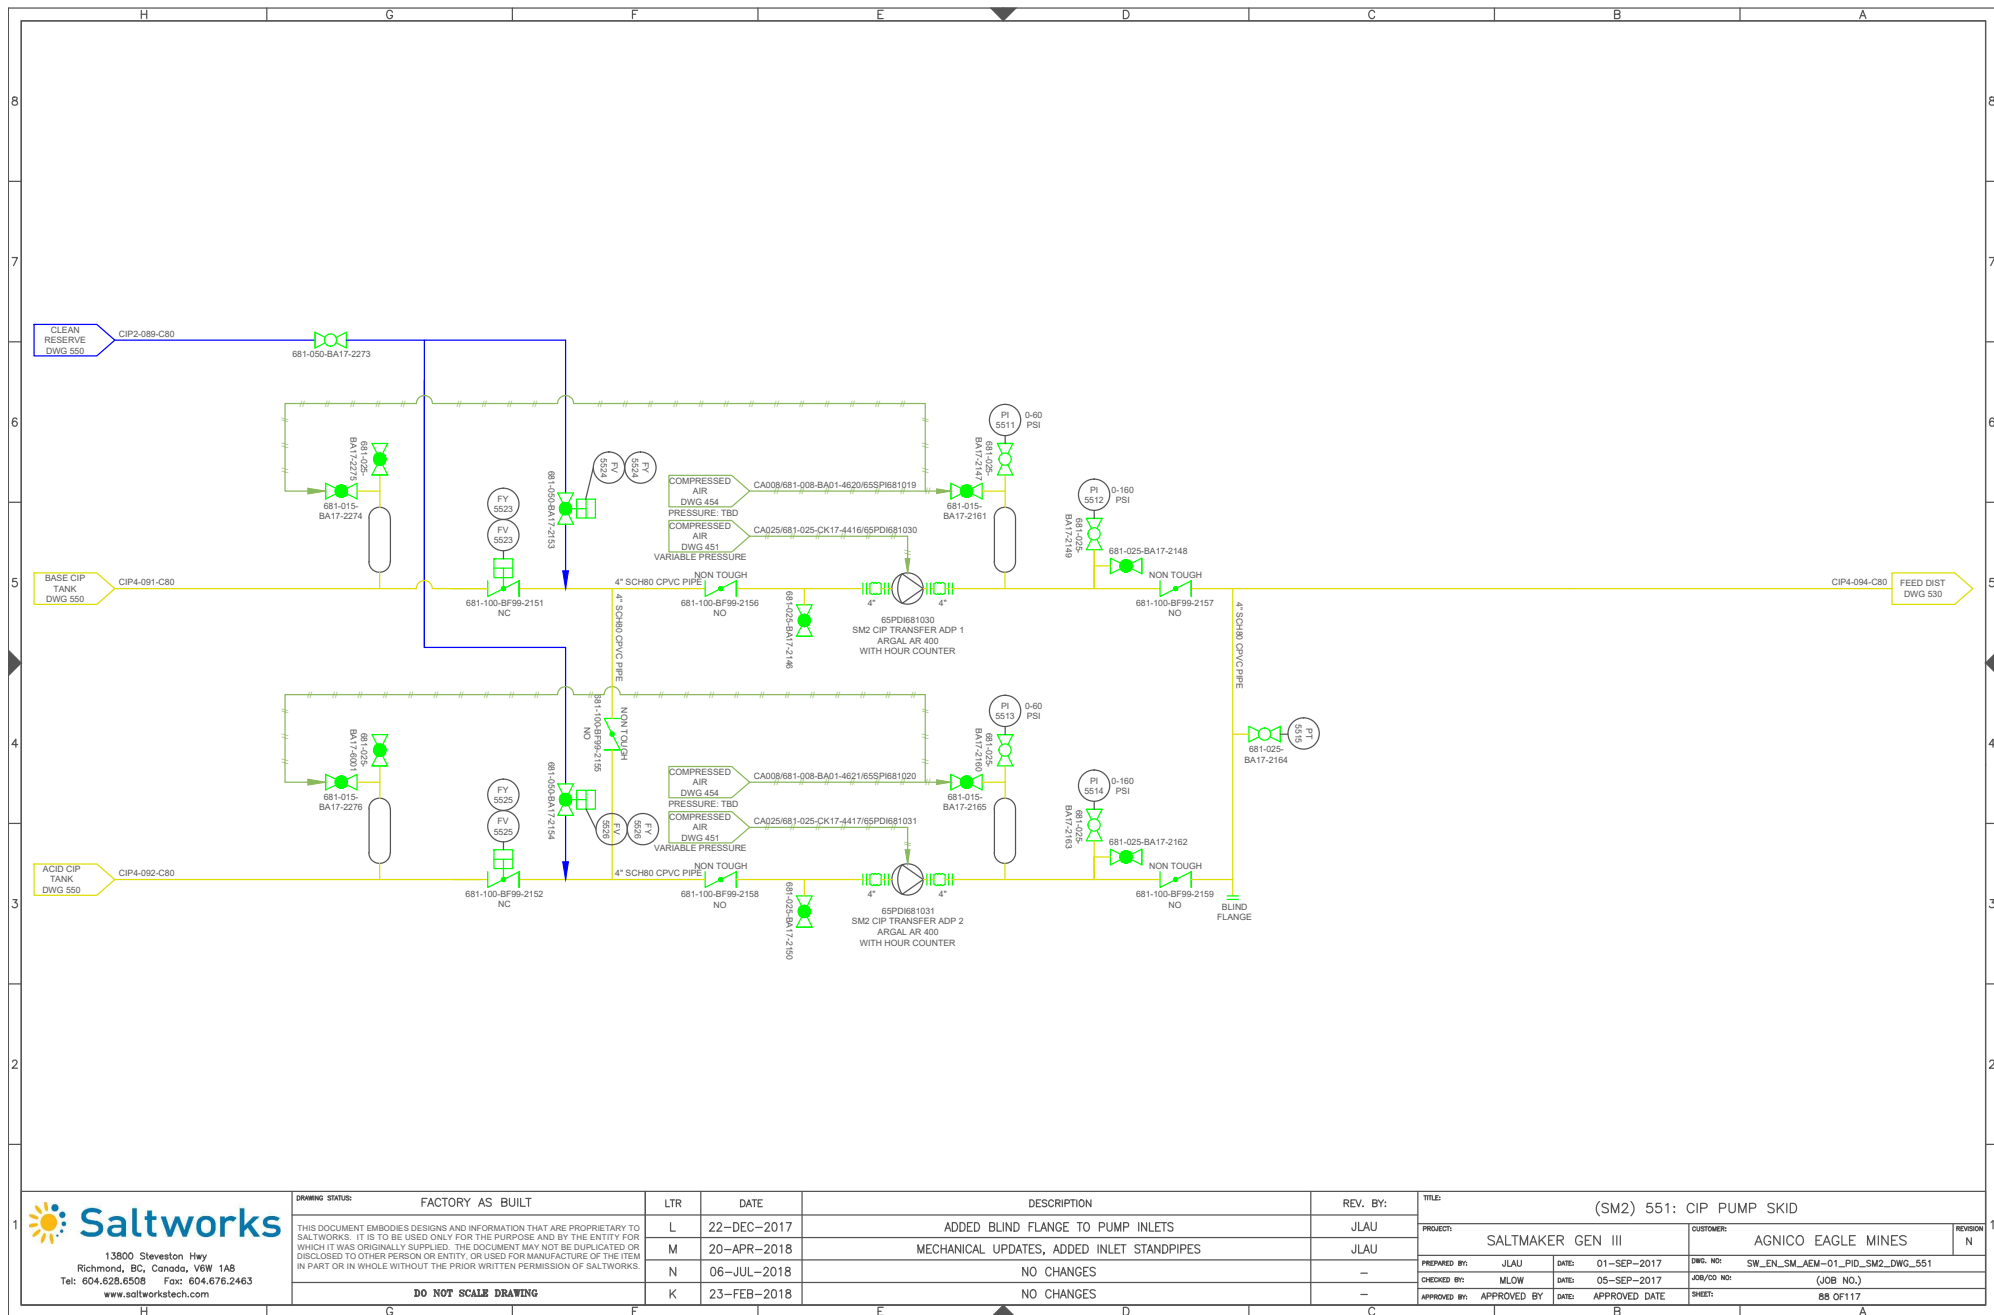 H G F E D C B A
8 8
7 7
6 6
5 5
4 4
3 3
2 2
1 1
CLEAN
RESERVE
DWG 550
CIP2-089-C80
681-050-BA17-2273
681-025-
BA17-2275
681-015-
BA17-2274
FY
5523
FV
5523
681-050-BA17-2153
FV
5524
FY
5524
COMPRESSED
AIR
DWG 454
PRESSURE: TBD
CA008/681-008-BA01-4620/65SPI681019
COMPRESSED
AIR
DWG 451
VARIABLE PRESSURE
CA025/681-025-CK17-4416/65PDI681030
681-015-
BA17-2161
681-025-
BA17-2147
PI
5511
0-60
PSI
PI
5512
0-160
PSI
681-025-
BA17-2149
681-025-BA17-2148
BASE CIP
TANK
DWG 550
CIP4-091-C80
681-100-BF99-2151
NC
4" SCH80 CPVC PIPE
4" SCH80 CPVC PIPE
NON TOUGH
681-100-BF99-2156
NO
681-025-BA17-2146
4"
4"
65PDI681030
SM2 CIP TRANSFER ADP 1
ARGAL AR 400
WITH HOUR COUNTER
NON TOUGH
681-100-BF99-2157
NO
4" SCH80 CPVC PIPE
CIP4-094-C80
FEED DIST
DWG 530
681-025-
BA17-6001
681-015-
BA17-2276
FY
5525
FV
5525
681-050-BA17-2154
NON TOUGH
681-100-BF99-2155
NO
FV
5526
FY
5526
COMPRESSED
AIR
DWG 454
PRESSURE: TBD
CA008/681-008-BA01-4621/65SPI681020
COMPRESSED
AIR
DWG 451
VARIABLE PRESSURE
CA025/681-025-CK17-4417/65PDI681031
681-015-
BA17-2165
681-025-
BA17-2160
PI
5513
0-60
PSI
PI
5514
0-160
PSI
681-025-
BA17-2163
681-025-BA17-2162
681-025-
BA17-2164
PT
5515
ACID CIP
TANK
DWG 550
CIP4-092-C80
681-100-BF99-2152
NC
4" SCH80 CPVC PIPE
NON TOUGH
681-100-BF99-2158
NO
681-025-BA17-2150
4"
4"
65PDI681031
SM2 CIP TRANSFER ADP 2
ARGAL AR 400
WITH HOUR COUNTER
NON TOUGH
681-100-BF99-2159
NO
BLIND
FLANGE
Saltworks
13800 Steveston Hwy
Richmond, BC, Canada, V6W 1A8
Tel: 604.628.6508 Fax: 604.676.2463
www.saltworkstech.com
DRAWING STATUS: FACTORY AS BUILT
THIS DOCUMENT EMBODIES DESIGNS AND INFORMATION THAT ARE PROPRIETARY TO
SALTWORKS. IT IS TO BE USED ONLY FOR THE PURPOSE AND BY THE ENTITY FOR
WHICH IT WAS ORIGINALLY SUPPLIED. THE DOCUMENT MAY NOT BE DUPLICATED OR
DISCLOSED TO OTHER PERSON OR ENTITY, OR USED FOR MANUFACTURE OF THE ITEM
IN PART OR IN WHOLE WITHOUT THE PRIOR WRITTEN PERMISSION OF SALTWORKS.
DO NOT SCALE DRAWING
LTR DATE DESCRIPTION REV. BY:
L 22-DEC-2017 ADDED BLIND FLANGE TO PUMP INLETS JLAU
M 20-APR-2018 MECHANICAL UPDATES, ADDED INLET STANDPIPES JLAU
N 06-JUL-2018 NO CHANGES -
K 23-FEB-2018 NO CHANGES -
TITLE: (SM2) 551: CIP PUMP SKID
PROJECT: SALTMAKER GEN III
CUSTOMER: AGNICO EAGLE MINES
REVISION N
PREPARED BY: JLAU DATE: 01-SEP-2017 DWG. NO: SW_EN_SM_AEM-01_PID_SM2_DWG_551
CHECKED BY: MLOW DATE: 05-SEP-2017 JOB/CO NO: (JOB NO.)
APPROVED BY: APPROVED BY DATE: APPROVED DATE SHEET: 88 OF117
H G F E D C B A